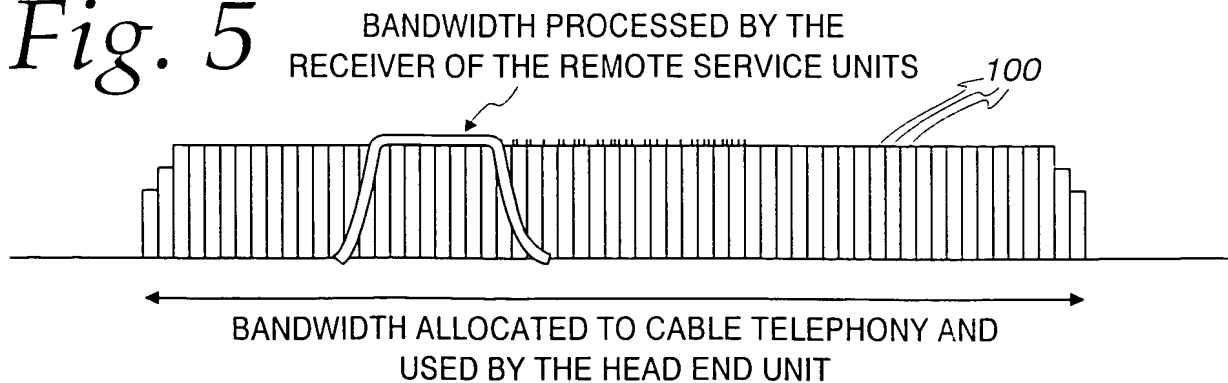 Fig. 5
BANDWIDTH PROCESSED BY THE
RECEIVER OF THE REMOTE SERVICE UNITS
100
BANDWIDTH ALLOCATED TO CABLE TELEPHONY AND
USED BY THE HEAD END UNIT